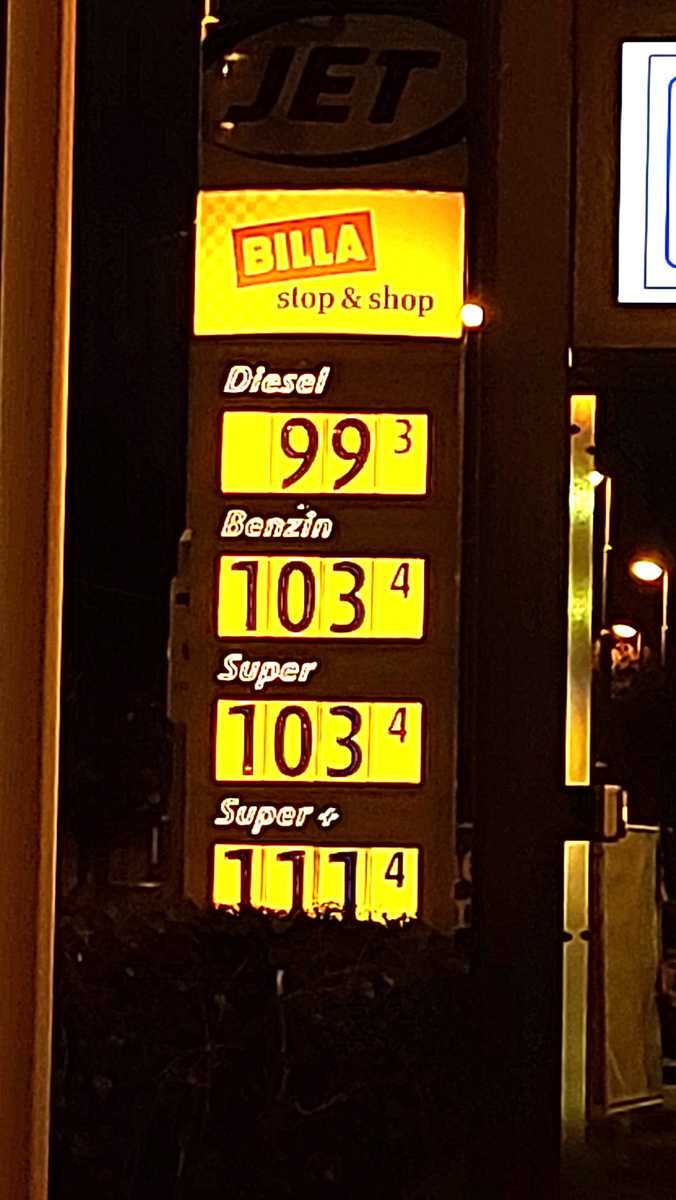 JET
BILLA
stop & shop
Diesel
99 3
Benzin
103 4
Super
103 4
Super +
111 4